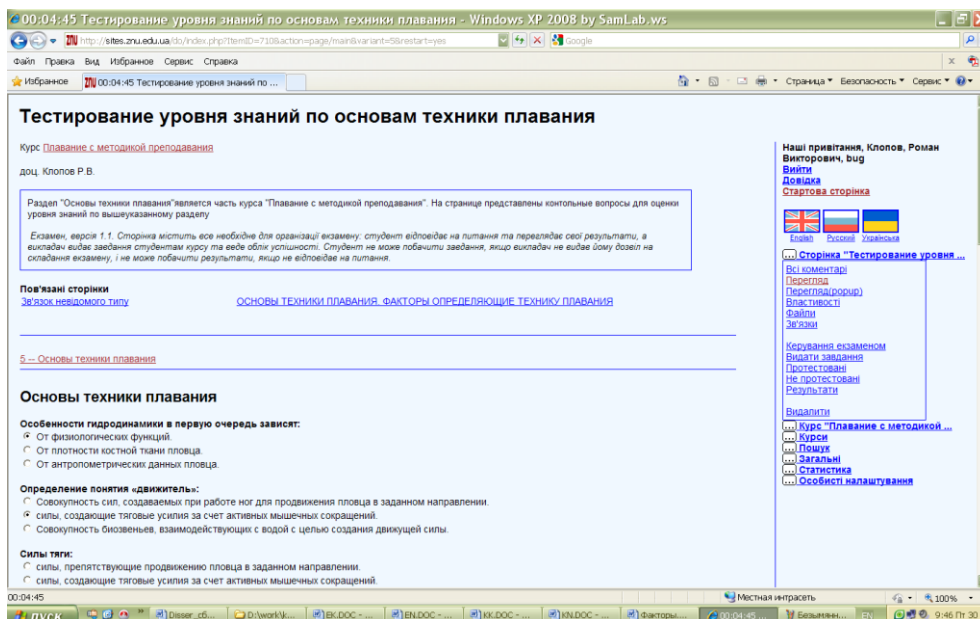 00:04:45 Тестирование уровня знаний по основам техники плавания - Windows XP 2008 by SamLab.ws
http://sites.znu.edu.ua/do/index.php?ItemID=710&action=page/main&variant=5&restart=yes
Google
Файл Правка Вид Избранное Сервис Справка
Избранное 00:04:45 Тестирование уровня знаний по ... Страница Безопасность Сервис
Тестирование уровня знаний по основам техники плавания
Курс Плавание с методикой преподавания
доц. Клопов Р.В.
Раздел "Основы техники плавания"является часть курса "Плавание с методикой преподавания". На странице представлены контольные вопросы для оценки
уровня знаний по вышеуказанному разделу
Екзамен, версія 1.1. Сторінка містить все необхідне для організації екзамену: студент відповідає на питання та переглядає свої результати, а
викладач видає завдання студентам курсу та веде облік успішності. Студент не може побачити завдання, якщо викладач не видав йому дозвіл на
складання екзамену, і не може побачити результати, якщо не відповідав на питання.
Пов'язані сторінки
Зв'язок невідомого типу ОСНОВЫ ТЕХНИКИ ПЛАВАНИЯ. ФАКТОРЫ ОПРЕДЕЛЯЮЩИЕ ТЕХНИКУ ПЛАВАНИЯ
5 -- Основы техники плавания
Основы техники плавания
Особенности гидродинамики в первую очередь зависят:
От физиологических функций.
От плотности костной ткани пловца.
От антропометрических данных пловца.
Определение понятия «движитель»:
Совокупность сил, создаваемых при работе ног для продвижения пловца в заданном направлении.
силы, создающие тяговые усилия за счет активных мышечных сокращений.
Совокупность биозвеньев, взаимодействующих с водой с целью создания движущей силы.
Силы тяги:
силы, препятствующие продвижению пловца в заданном направлении.
силы, создающие тяговые усилия за счет активных мышечных сокращений.
Наші привітання, Клопов, Роман
Викторович, bug
Вийти
Довідка
Стартова сторінка
English Русский Українська
... Сторінка "Тестирование уровня ...
Всі коментарі
Перегляд
Перегляд(popup)
Властивості
Файли
Зв'язки
Керування екзаменом
Видати завдання
Протестовані
Не протестовані
Результати
Видалити
... Курс "Плавание с методикой ...
... Курси
... Пошук
... Загальні
... Статистика
... Особисті налаштування
00:04:45 Местная интрасеть 100%
пуск Disser_сб... D:\work\к... EK.DOC - ... EN.DOC - ... KK.DOC - ... KN.DOC - ... Факторы... 00:04:45 ... Безымянн... EN 9:46 Пт 30